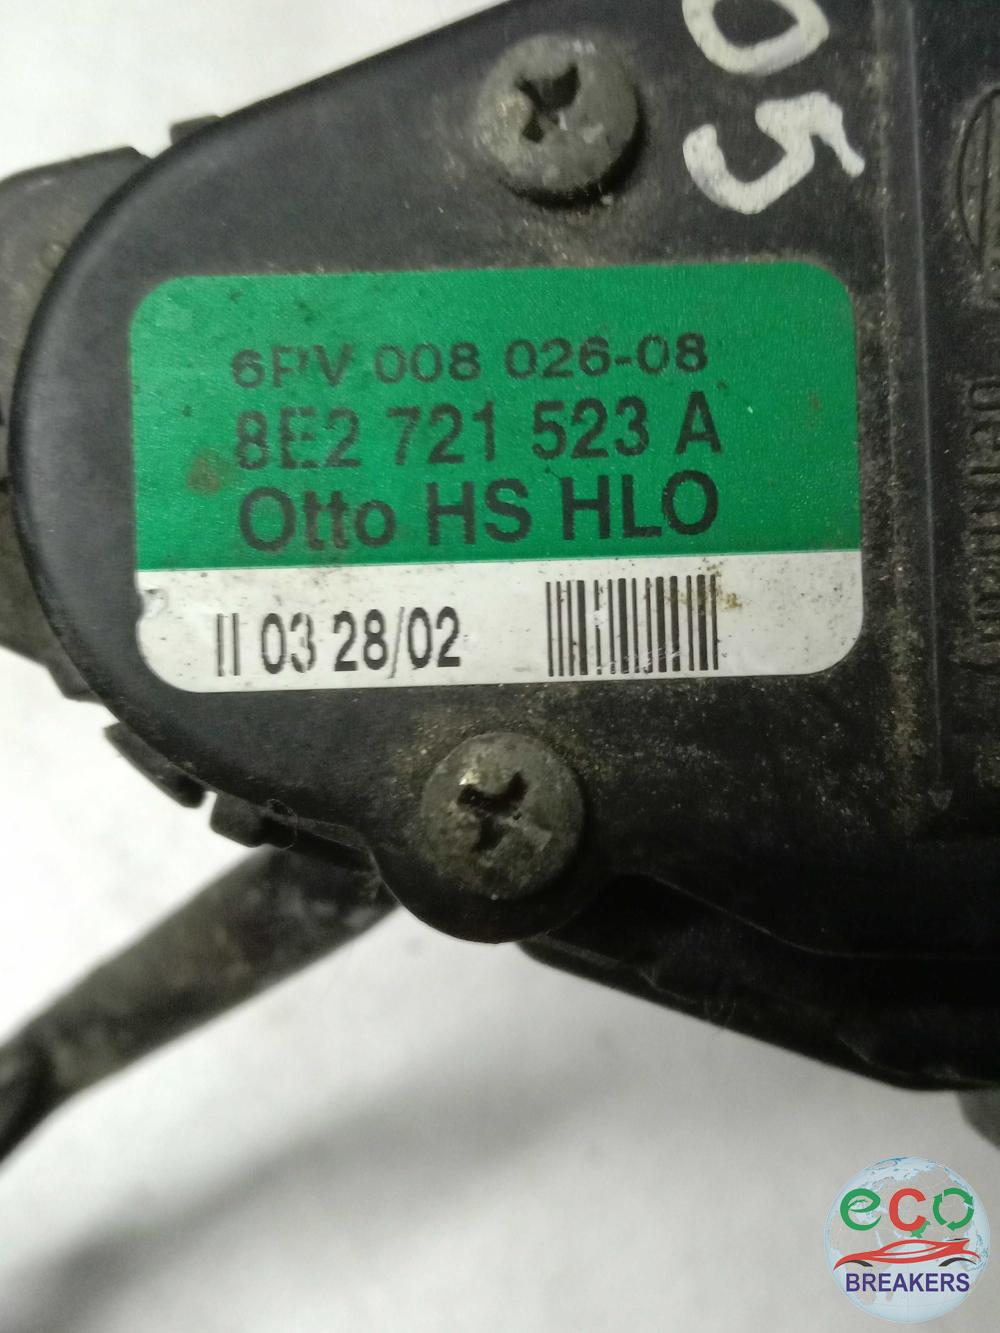 05
6PV 008 026-08
8E2 721 523 A
Otto HS HLO
II 03 28/02
eco
BREAKERS